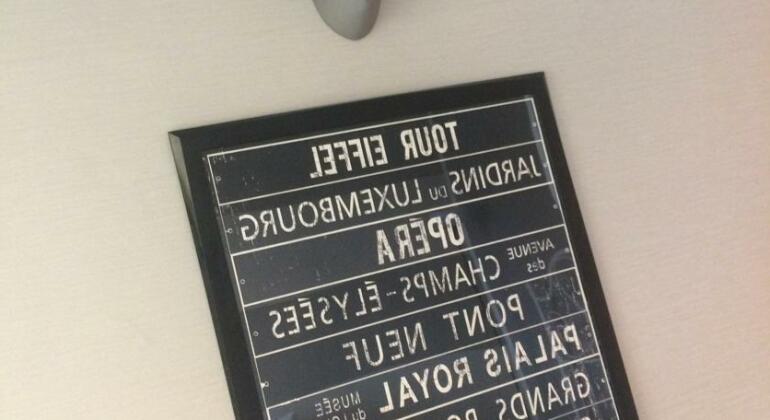 TOUR EIFFEL
JARDINS DU LUXEMBOURG
OPÉRA
AVENUE des CHAMPS-ÉLYSÉES
PONT NEUF
PALAIS ROYAL MUSÉE
GRANDS